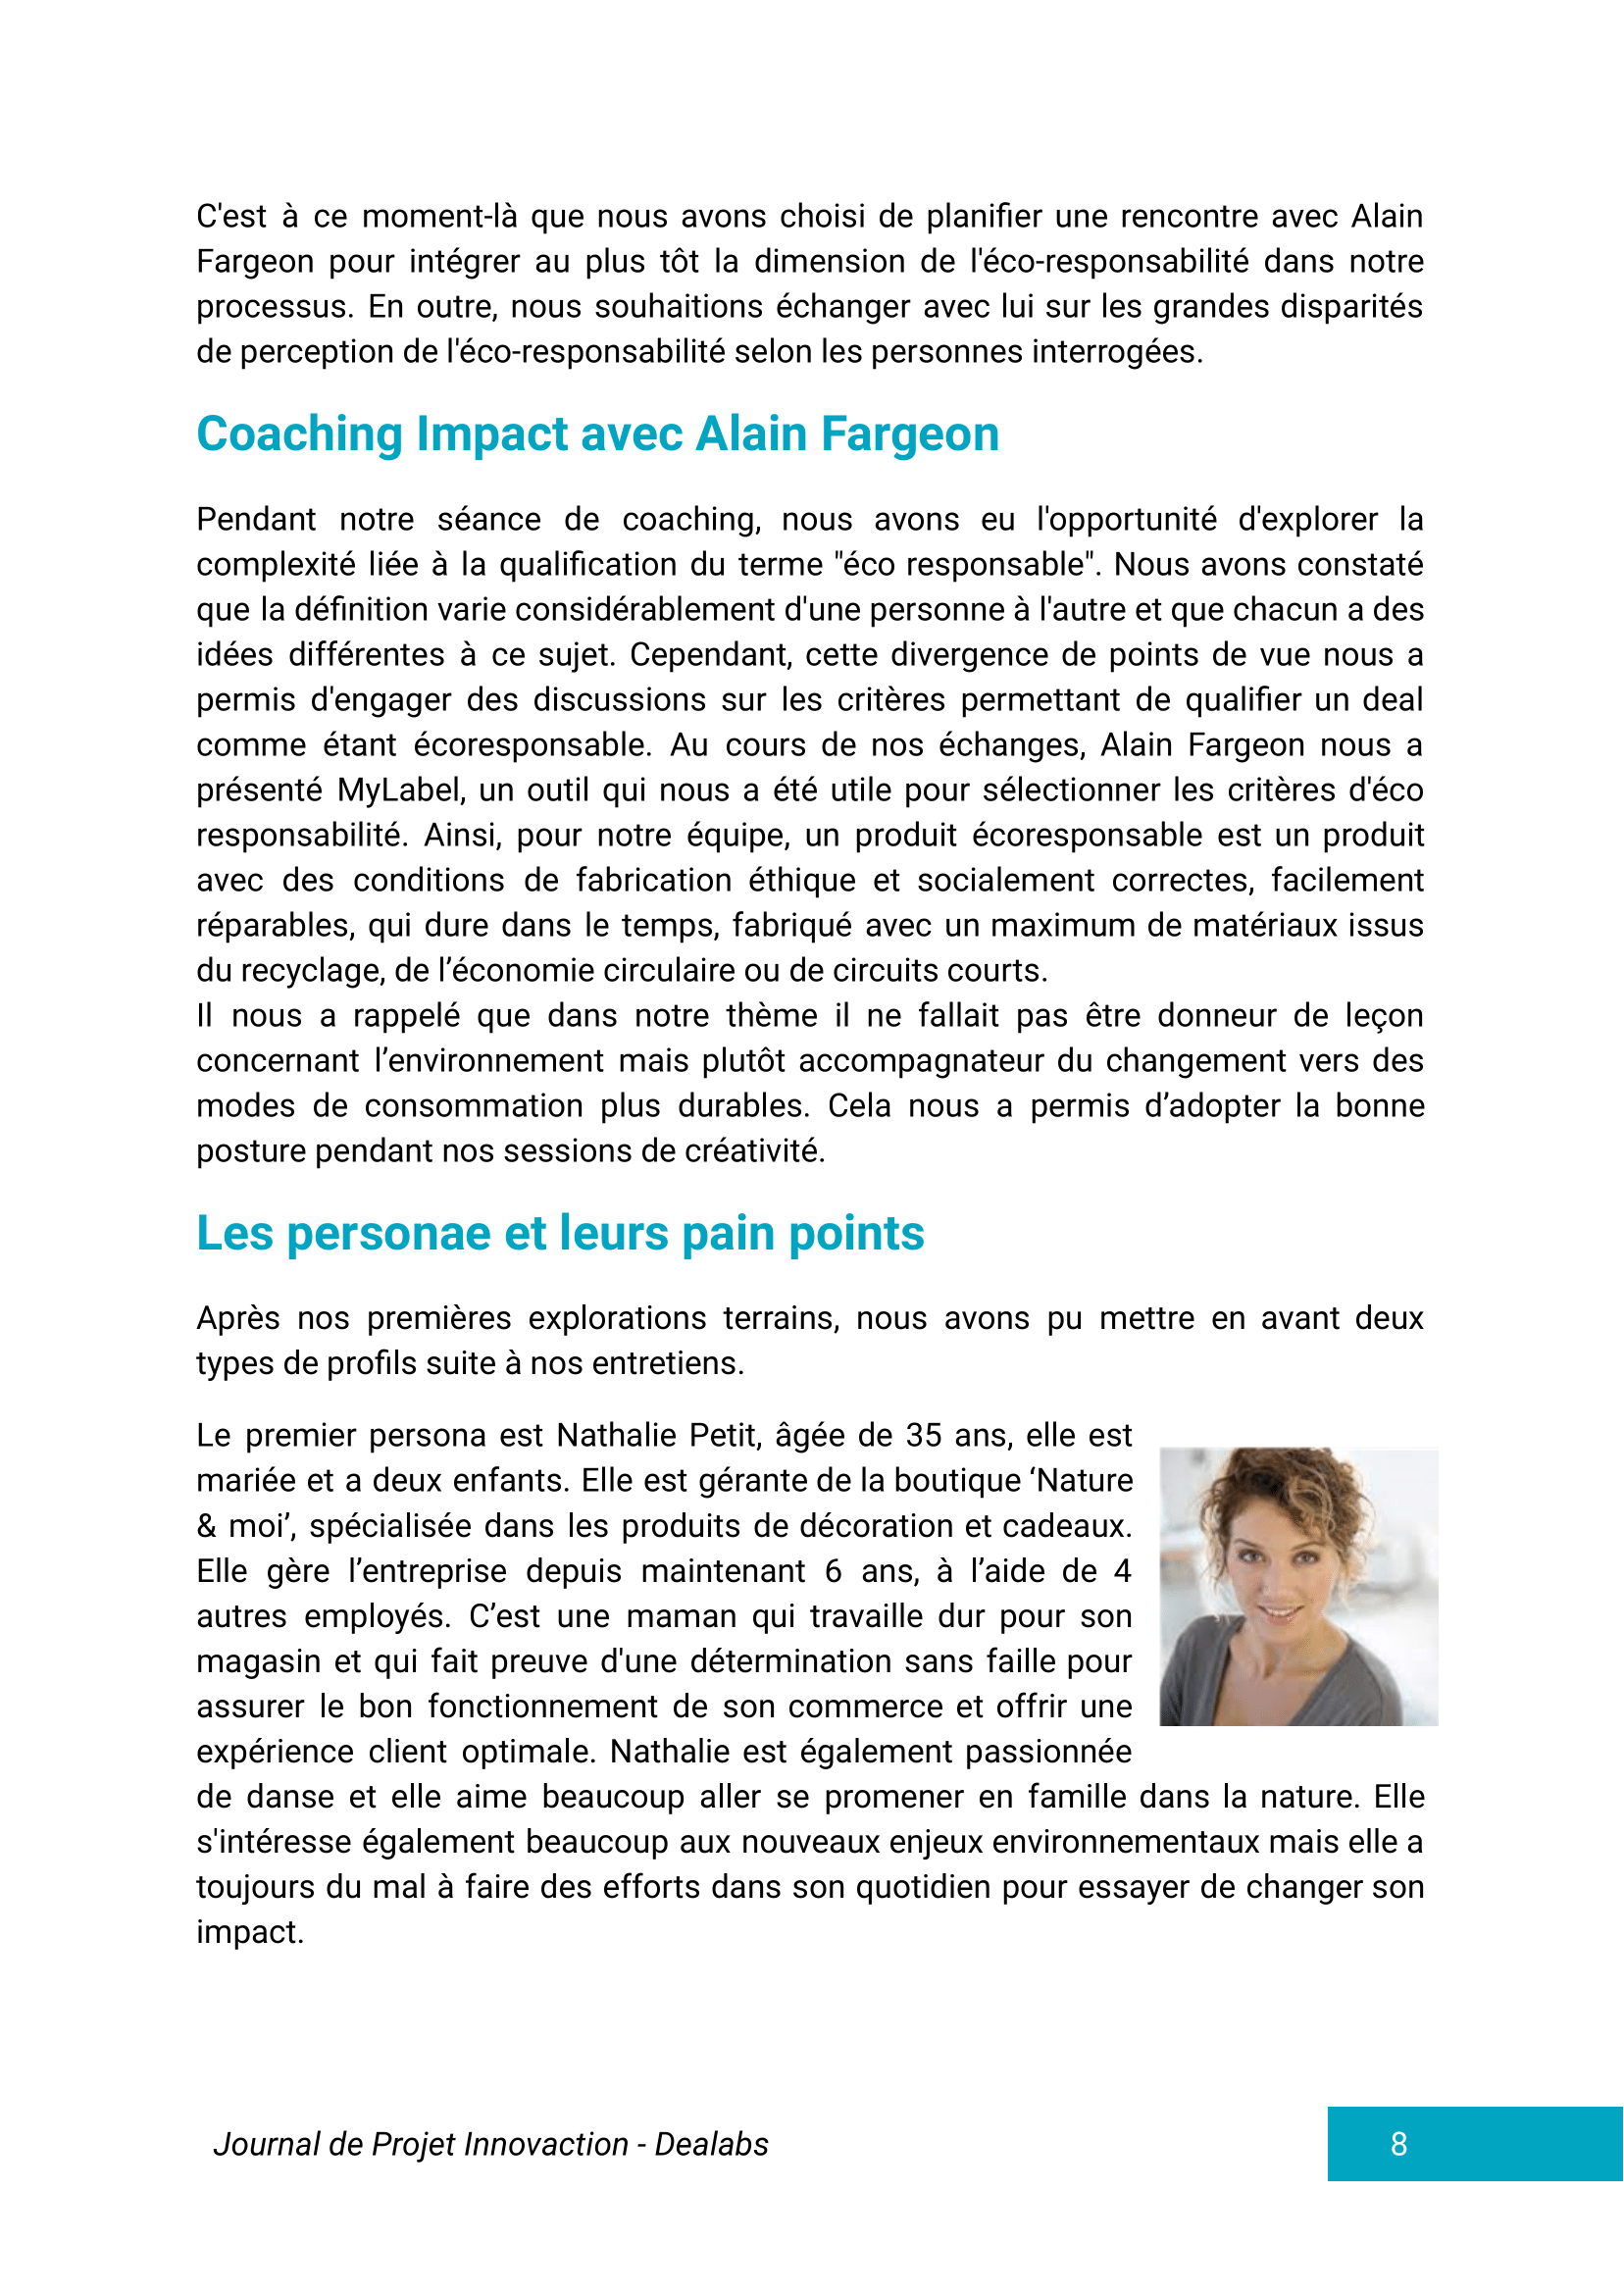 C'est à ce moment-là que nous avons choisi de planifier une rencontre avec Alain
Fargeon pour intégrer au plus tôt la dimension de l'éco-responsabilité dans notre
processus. En outre, nous souhaitions échanger avec lui sur les grandes disparités
de perception de l'éco-responsabilité selon les personnes interrogées.
Coaching Impact avec Alain Fargeon
Pendant notre séance de coaching, nous avons eu l'opportunité d'explorer la
complexité liée à la qualification du terme "éco responsable". Nous avons constaté
que la définition varie considérablement d'une personne à l'autre et que chacun a des
idées différentes à ce sujet. Cependant, cette divergence de points de vue nous a
permis d'engager des discussions sur les critères permettant de qualifier un deal
comme étant écoresponsable. Au cours de nos échanges, Alain Fargeon nous a
présenté MyLabel, un outil qui nous a été utile pour sélectionner les critères d'éco
responsabilité. Ainsi, pour notre équipe, un produit écoresponsable est un produit
avec des conditions de fabrication éthique et socialement correctes, facilement
réparables, qui dure dans le temps, fabriqué avec un maximum de matériaux issus
du recyclage, de l’économie circulaire ou de circuits courts.
Il nous a rappelé que dans notre thème il ne fallait pas être donneur de leçon
concernant l’environnement mais plutôt accompagnateur du changement vers des
modes de consommation plus durables. Cela nous a permis d’adopter la bonne
posture pendant nos sessions de créativité.
Les personae et leurs pain points
Après nos premières explorations terrains, nous avons pu mettre en avant deux
types de profils suite à nos entretiens.
Le premier persona est Nathalie Petit, âgée de 35 ans, elle est
mariée et a deux enfants. Elle est gérante de la boutique ‘Nature
& moi’, spécialisée dans les produits de décoration et cadeaux.
Elle gère l’entreprise depuis maintenant 6 ans, à l’aide de 4
autres employés. C’est une maman qui travaille dur pour son
magasin et qui fait preuve d'une détermination sans faille pour
assurer le bon fonctionnement de son commerce et offrir une
expérience client optimale. Nathalie est également passionnée
de danse et elle aime beaucoup aller se promener en famille dans la nature. Elle
s'intéresse également beaucoup aux nouveaux enjeux environnementaux mais elle a
toujours du mal à faire des efforts dans son quotidien pour essayer de changer son
impact.
Journal de Projet Innovaction - Dealabs
8